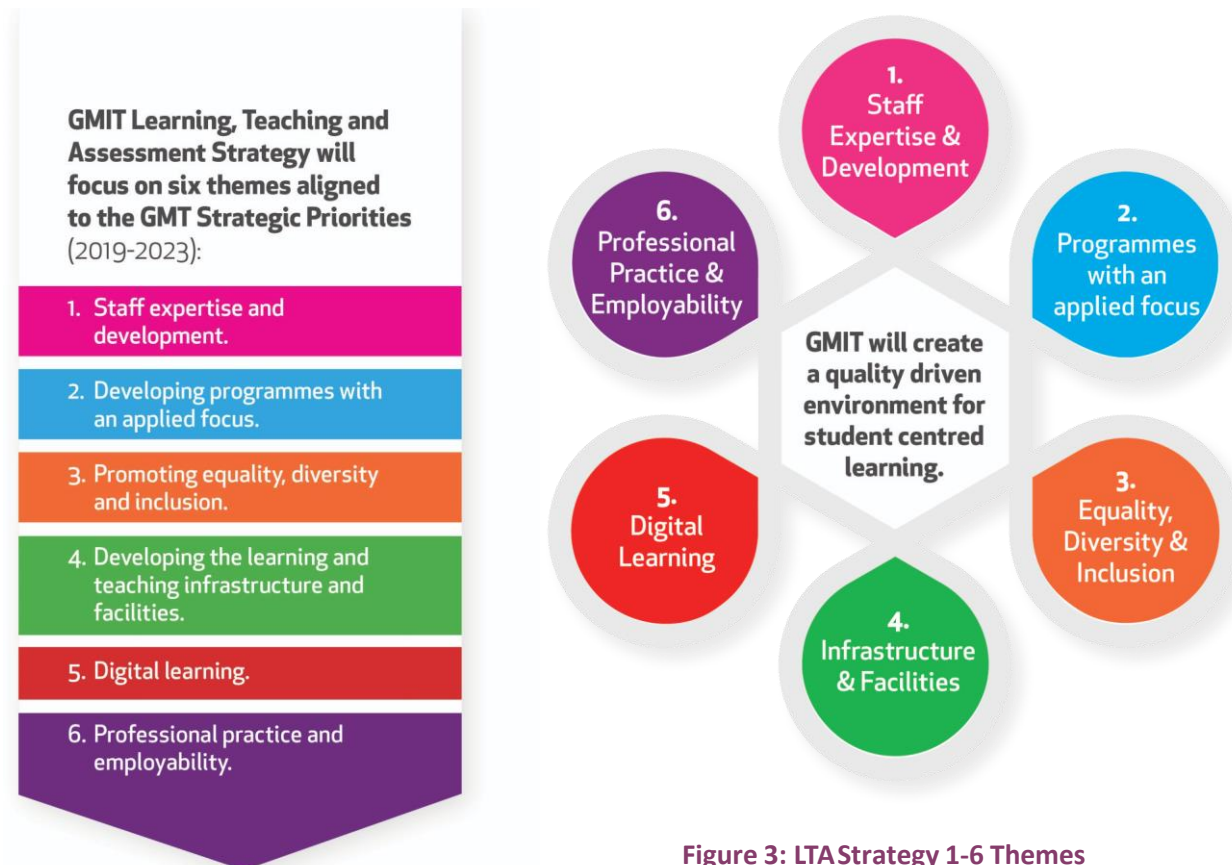 GMIT Learning, Teaching and
Assessment Strategy will
focus on six themes aligned
to the GMT Strategic Priorities
(2019-2023):
1. Staff expertise and
development.
2. Developing programmes with
an applied focus.
3. Promoting equality, diversity
and inclusion.
4. Developing the learning and
teaching infrastructure and
facilities.
5. Digital learning.
6. Professional practice and
employability.
1.
Staff
Expertise &
Development
2.
Programmes
with an
applied focus
3.
Equality,
Diversity &
Inclusion
4.
Infrastructure
& Facilities
5.
Digital
Learning
6.
Professional
Practice &
Employability
GMIT will create
a quality driven
environment for
student centred
learning.
Figure 3: LTA Strategy 1-6 Themes